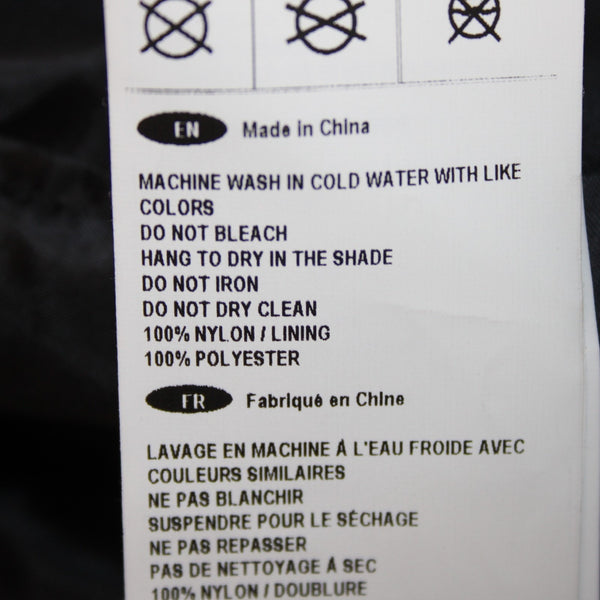 EN Made in China
MACHINE WASH IN COLD WATER WITH LIKE
COLORS
DO NOT BLEACH
HANG TO DRY IN THE SHADE
DO NOT IRON
DO NOT DRY CLEAN
100% NYLON / LINING
100% POLYESTER
FR Fabriqué en Chine
LAVAGE EN MACHINE À L'EAU FROIDE AVEC
COULEURS SIMILAIRES
NE PAS BLANCHIR
SUSPENDRE POUR LE SÉCHAGE
NE PAS REPASSER
PAS DE NETTOYAGE À SEC
100% NYLON / DOUBLURE